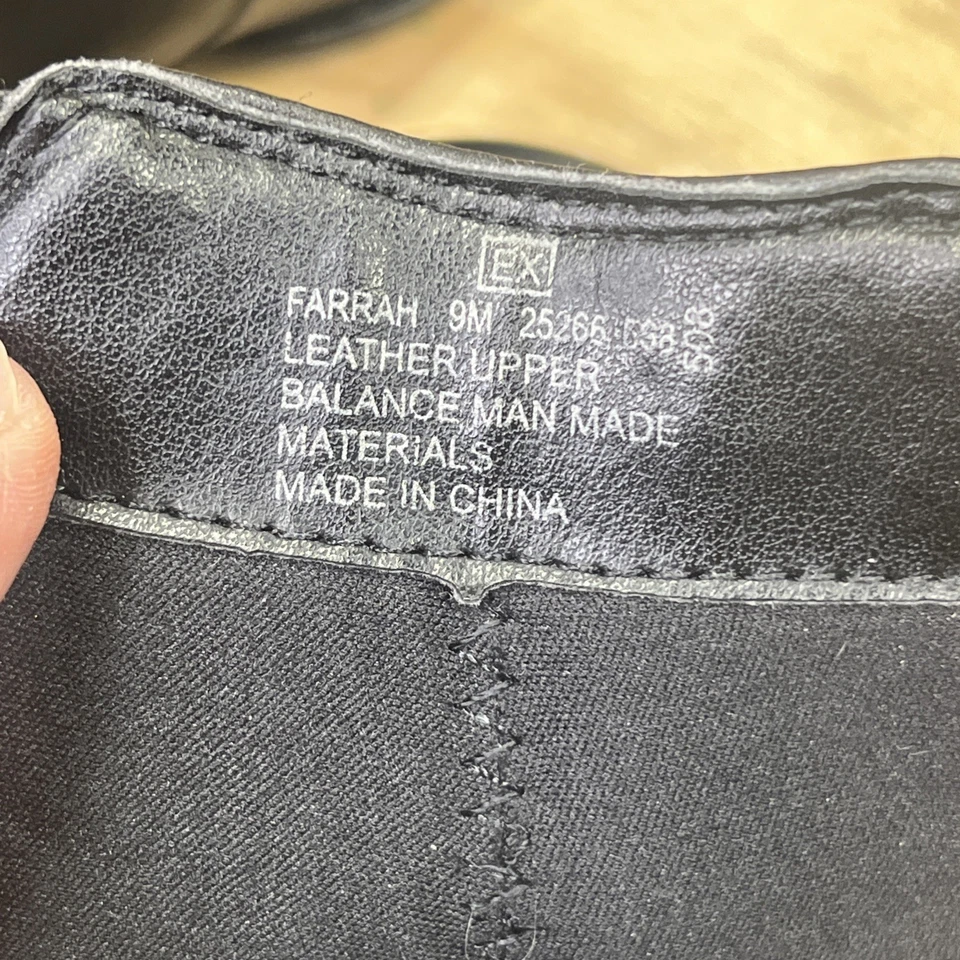 EX
FARRAH 9M
LEATHER UPPER
BALANCE MAN MADE
MATERIALS
MADE IN CHINA